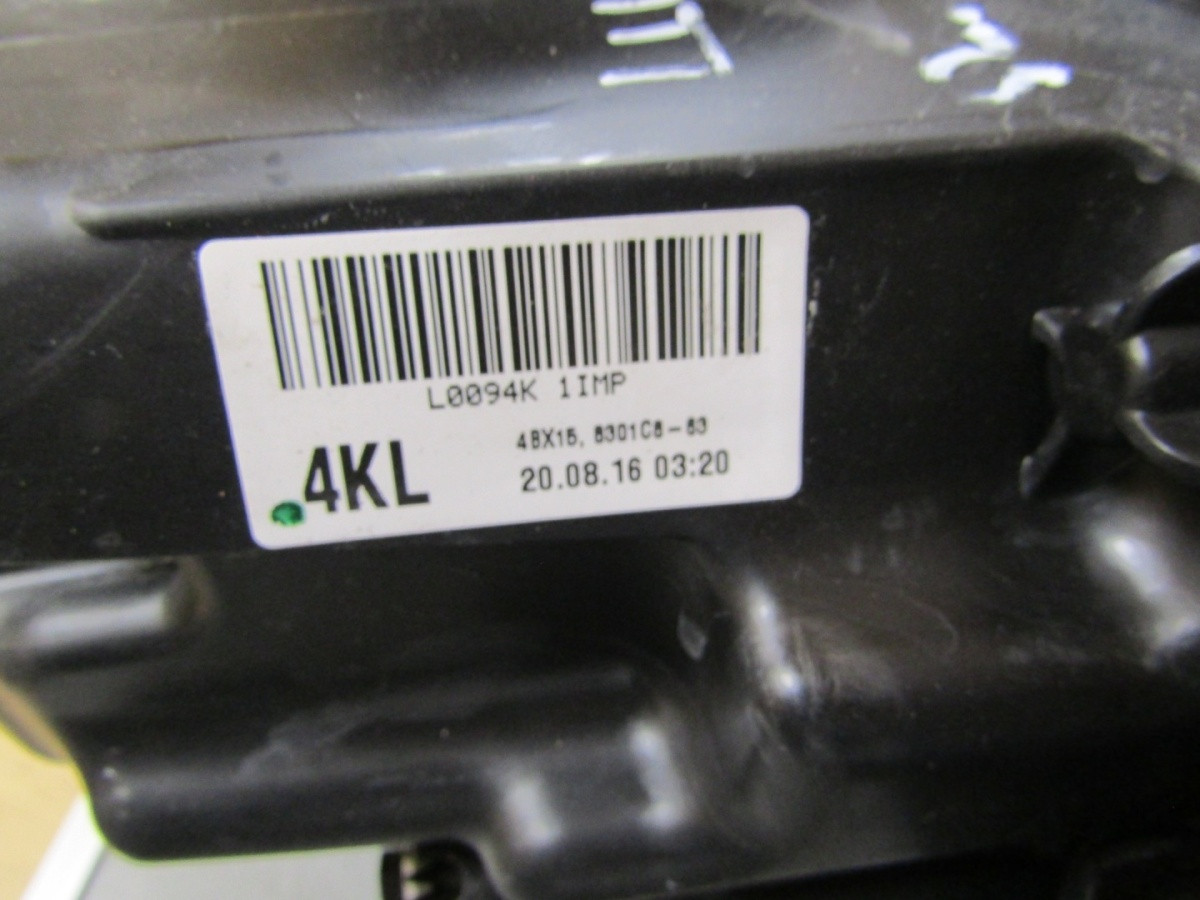 L0094K 1IMP
4BX15, 8301C8-83
.4KL
20.08.16 03:20